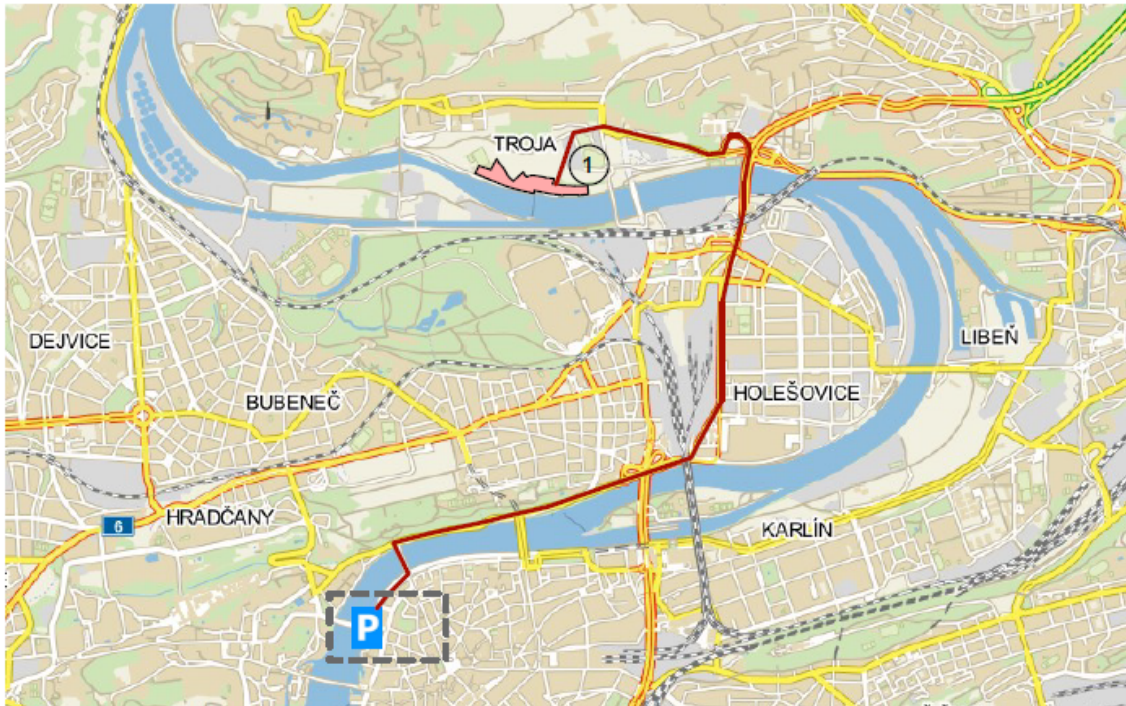 TROJA
1
DEJVICE
LIBEŇ
BUBENEČ
HOLEŠOVICE
6
HRADČANY
KARLÍN
P